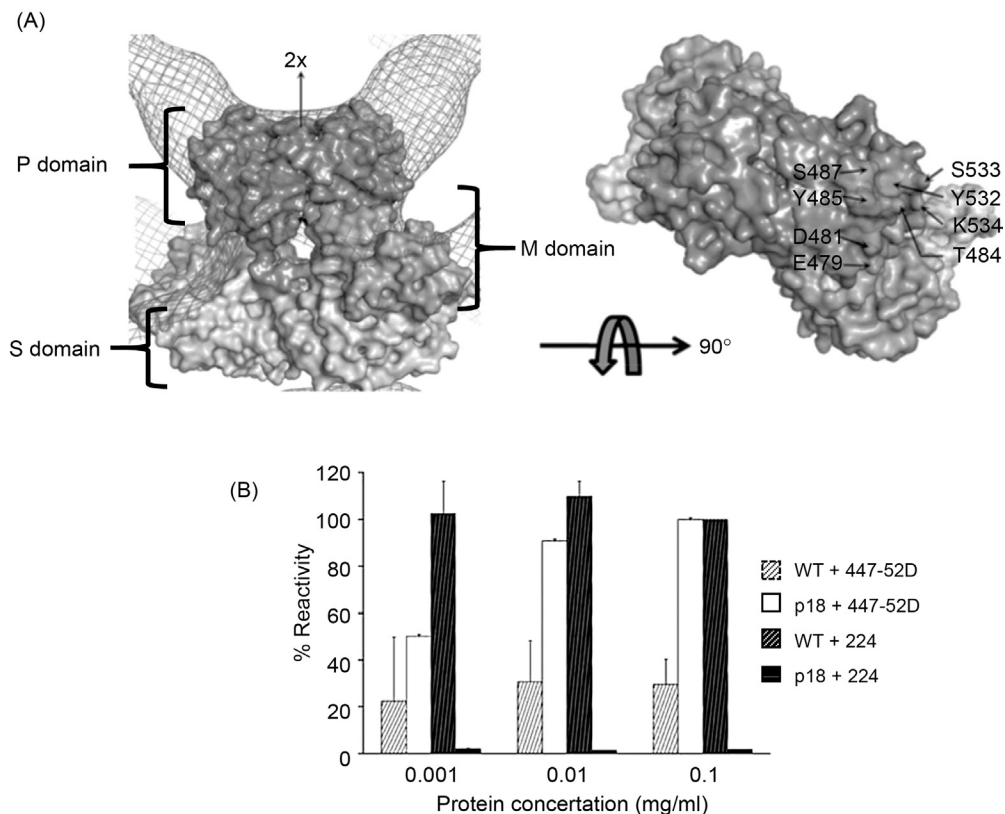 (A)
2x
P domain
M domain
S domain
S487
Y485
D481
E479
S533
Y532
K534
T484
90°
(B)
% Reactivity
120
100
80
60
40
20
0
0.001 0.01 0.1
Protein concertation (mg/ml)
WT + 447-52D
p18 + 447-52D
WT + 224
p18 + 224